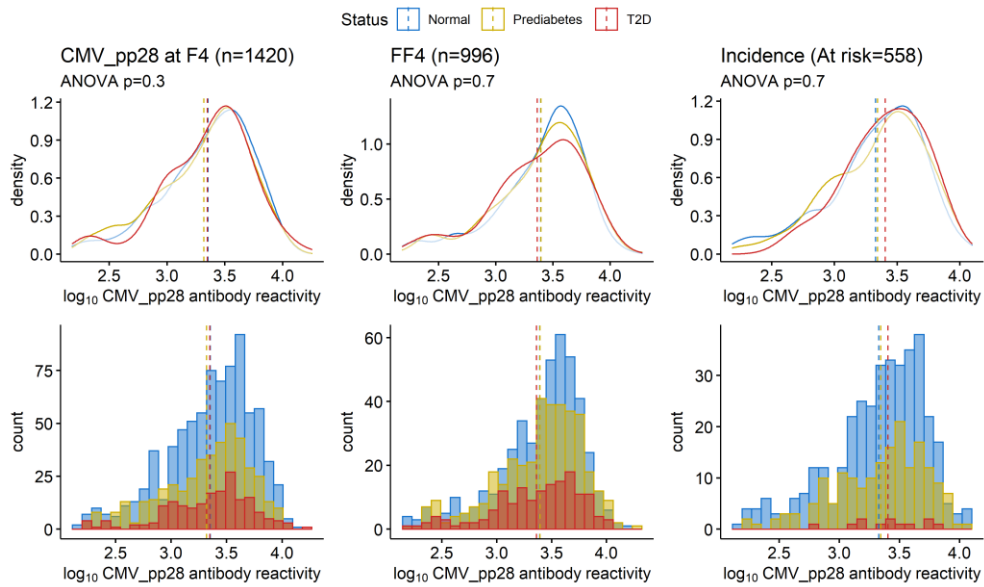 Status Normal Prediabetes T2D
CMV_pp28 at F4 (n=1420)
ANOVA p=0.3
1.2
0.9
0.6
0.3
0.0
density
2.5 3.0 3.5 4.0
log₁₀ CMV_pp28 antibody reactivity
FF4 (n=996)
ANOVA p=0.7
1.0
0.5
0.0
density
2.5 3.0 3.5 4.0
log₁₀ CMV_pp28 antibody reactivity
Incidence (At risk=558)
ANOVA p=0.7
1.2
0.9
0.6
0.3
0.0
density
2.5 3.0 3.5 4.0
log₁₀ CMV_pp28 antibody reactivity
75
50
25
0
count
2.5 3.0 3.5 4.0
log₁₀ CMV_pp28 antibody reactivity
60
40
20
0
count
2.5 3.0 3.5 4.0
log₁₀ CMV_pp28 antibody reactivity
30
20
10
0
count
2.5 3.0 3.5 4.0
log₁₀ CMV_pp28 antibody reactivity